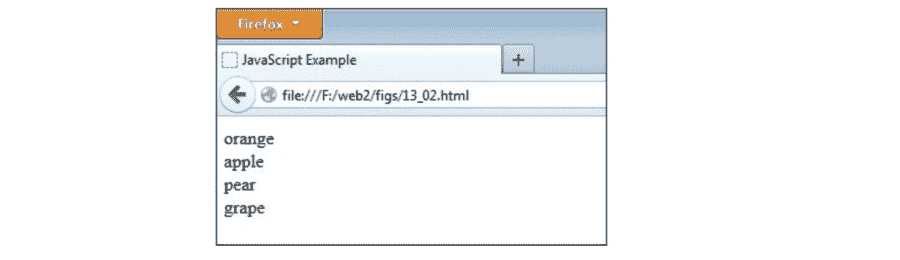 Firefox
JavaScript Example
file:///F:/web2/figs/13_02.html
orange
apple
pear
grape